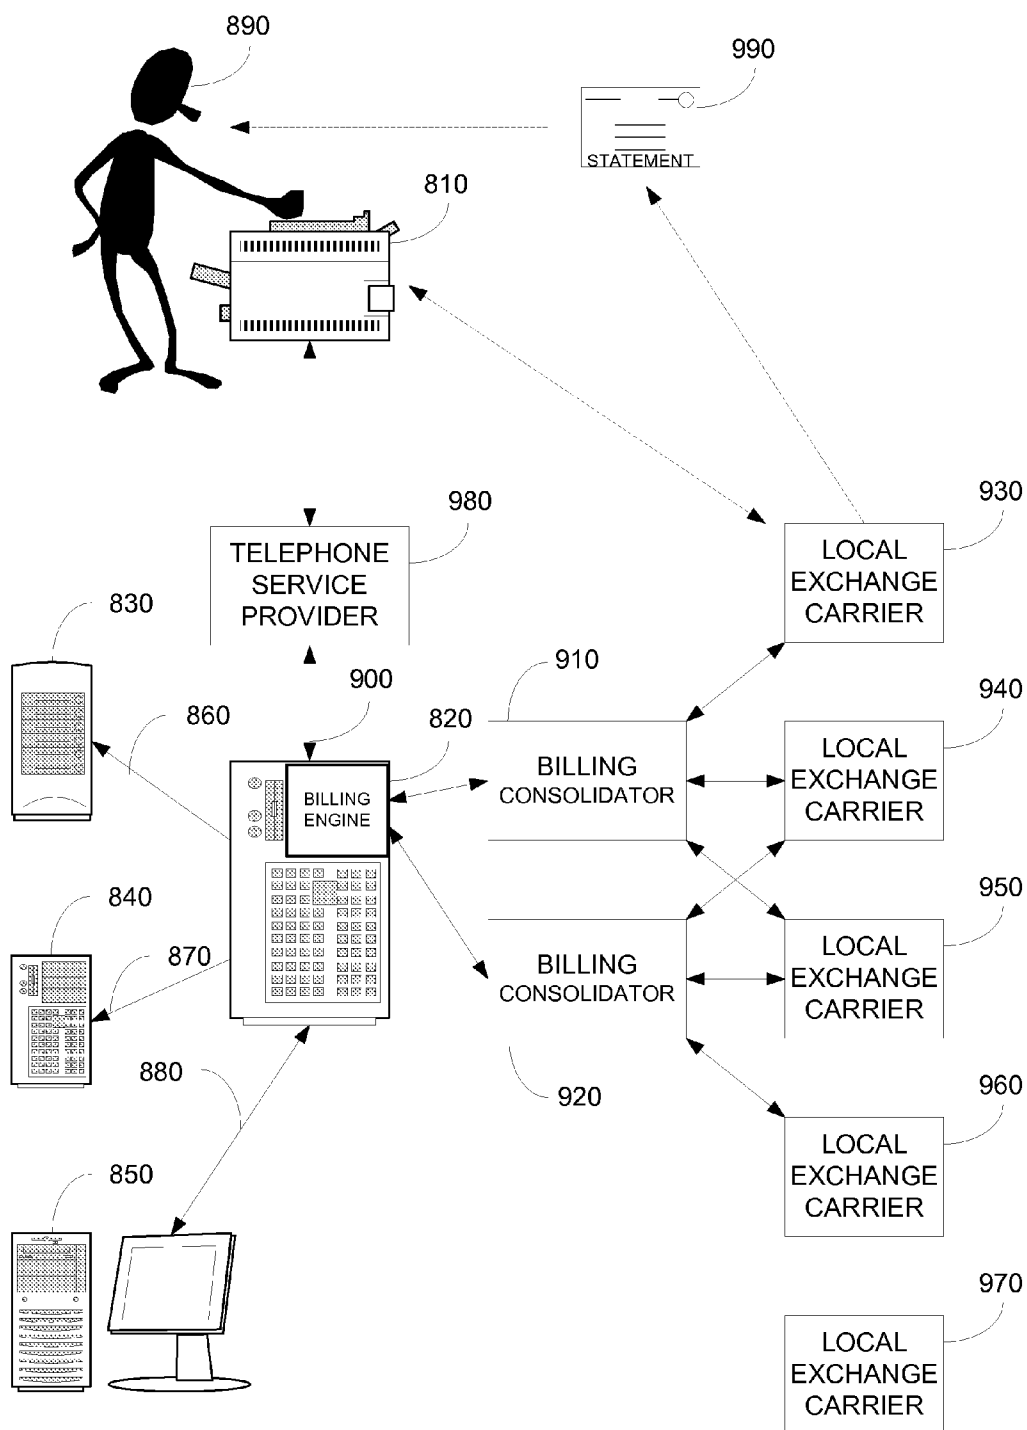 890
990
STATEMENT
810
930
LOCAL
EXCHANGE
CARRIER
980
TELEPHONE
SERVICE
PROVIDER
830
910
900
860
820
940
BILLING
ENGINE
BILLING
CONSOLIDATOR
LOCAL
EXCHANGE
CARRIER
840
870
950
BILLING
CONSOLIDATOR
LOCAL
EXCHANGE
CARRIER
880
920
960
LOCAL
EXCHANGE
CARRIER
850
970
LOCAL
EXCHANGE
CARRIER